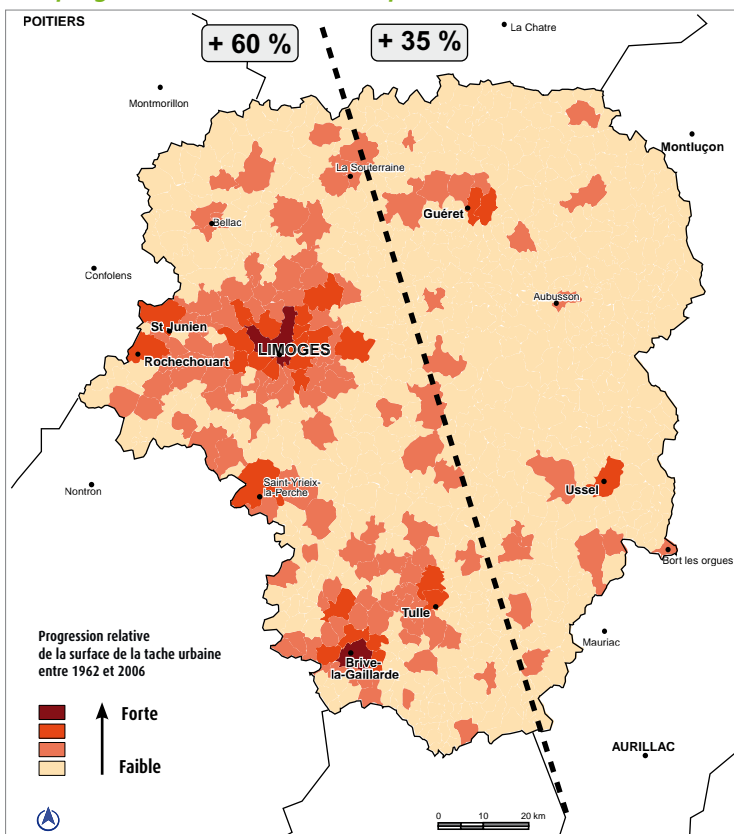 POITIERS
+ 60 %
+ 35 %
La Chatre
Montmorillon
Montluçon
La Souterraine
Guéret
Bellac
Confolens
Aubusson
St Junien
LIMOGES
Rochechouart
Nontron
Saint-Yrieix-
la-Perche
Ussel
Bort les orgues
Tulle
Mauriac
Brive-
la-Gaillarde
Progression relative
de la surface de la tache urbaine
entre 1962 et 2006
Forte
Faible
AURILLAC
0 10 20 km